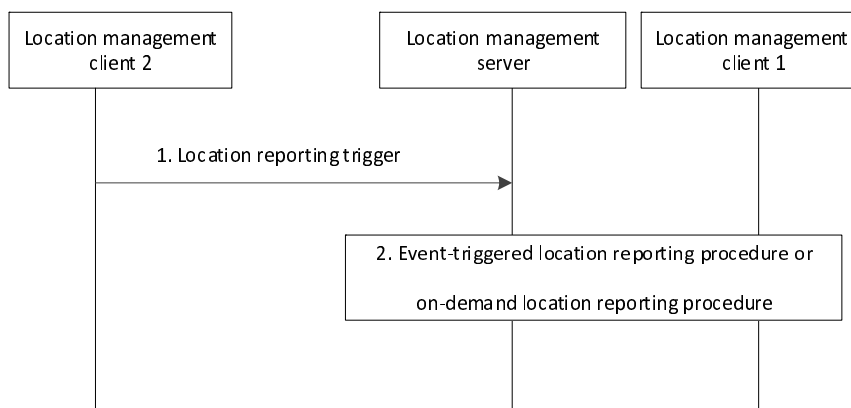 Location management
client 2
Location management
server
Location management
client 1
1. Location reporting trigger
2. Event-triggered location reporting procedure or
on-demand location reporting procedure